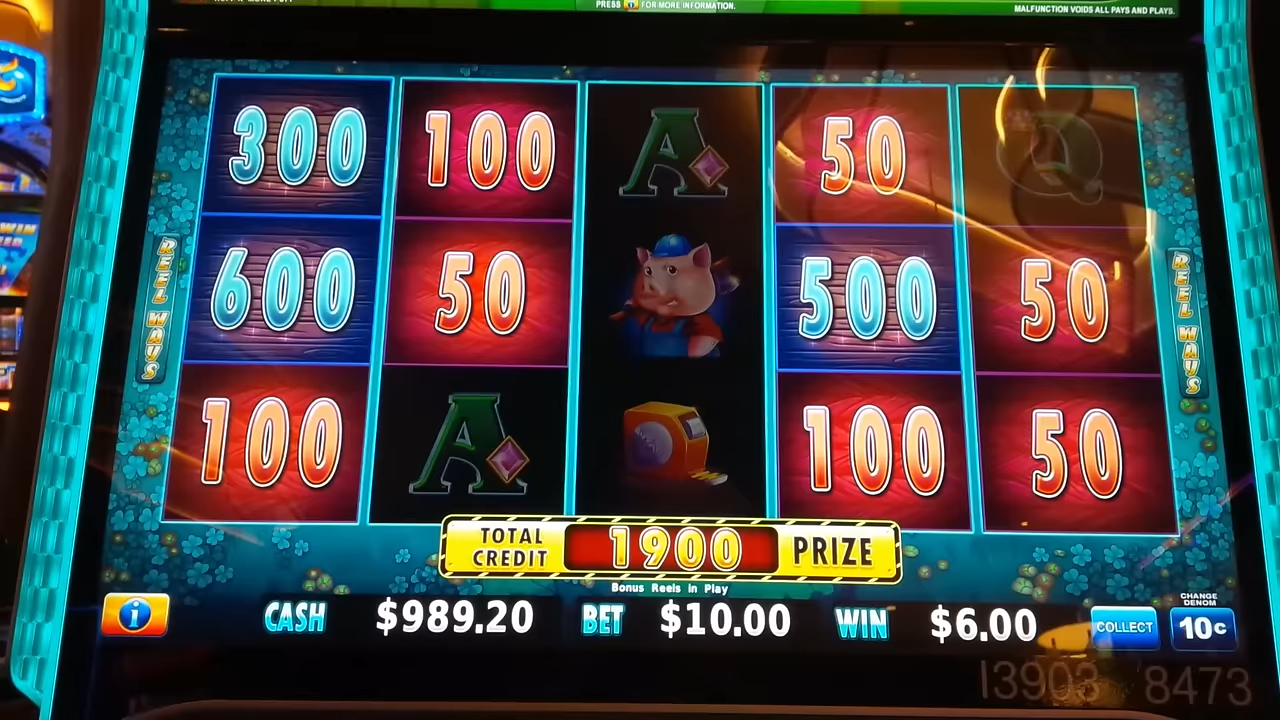 PRESS i FOR MORE INFORMATION.
MALFUNCTION VOIDS ALL PAYS AND PLAYS.
300 100 A 50 Q
600 50 500 50
100 A 100 50
REEL WAYS
REEL WAYS
TOTAL CREDIT 1900 PRIZE
Bonus Reels in Play
i CASH $989.20 BET $10.00 WIN $6.00 COLLECT
CHANGE DENOM
10¢
13903 8473